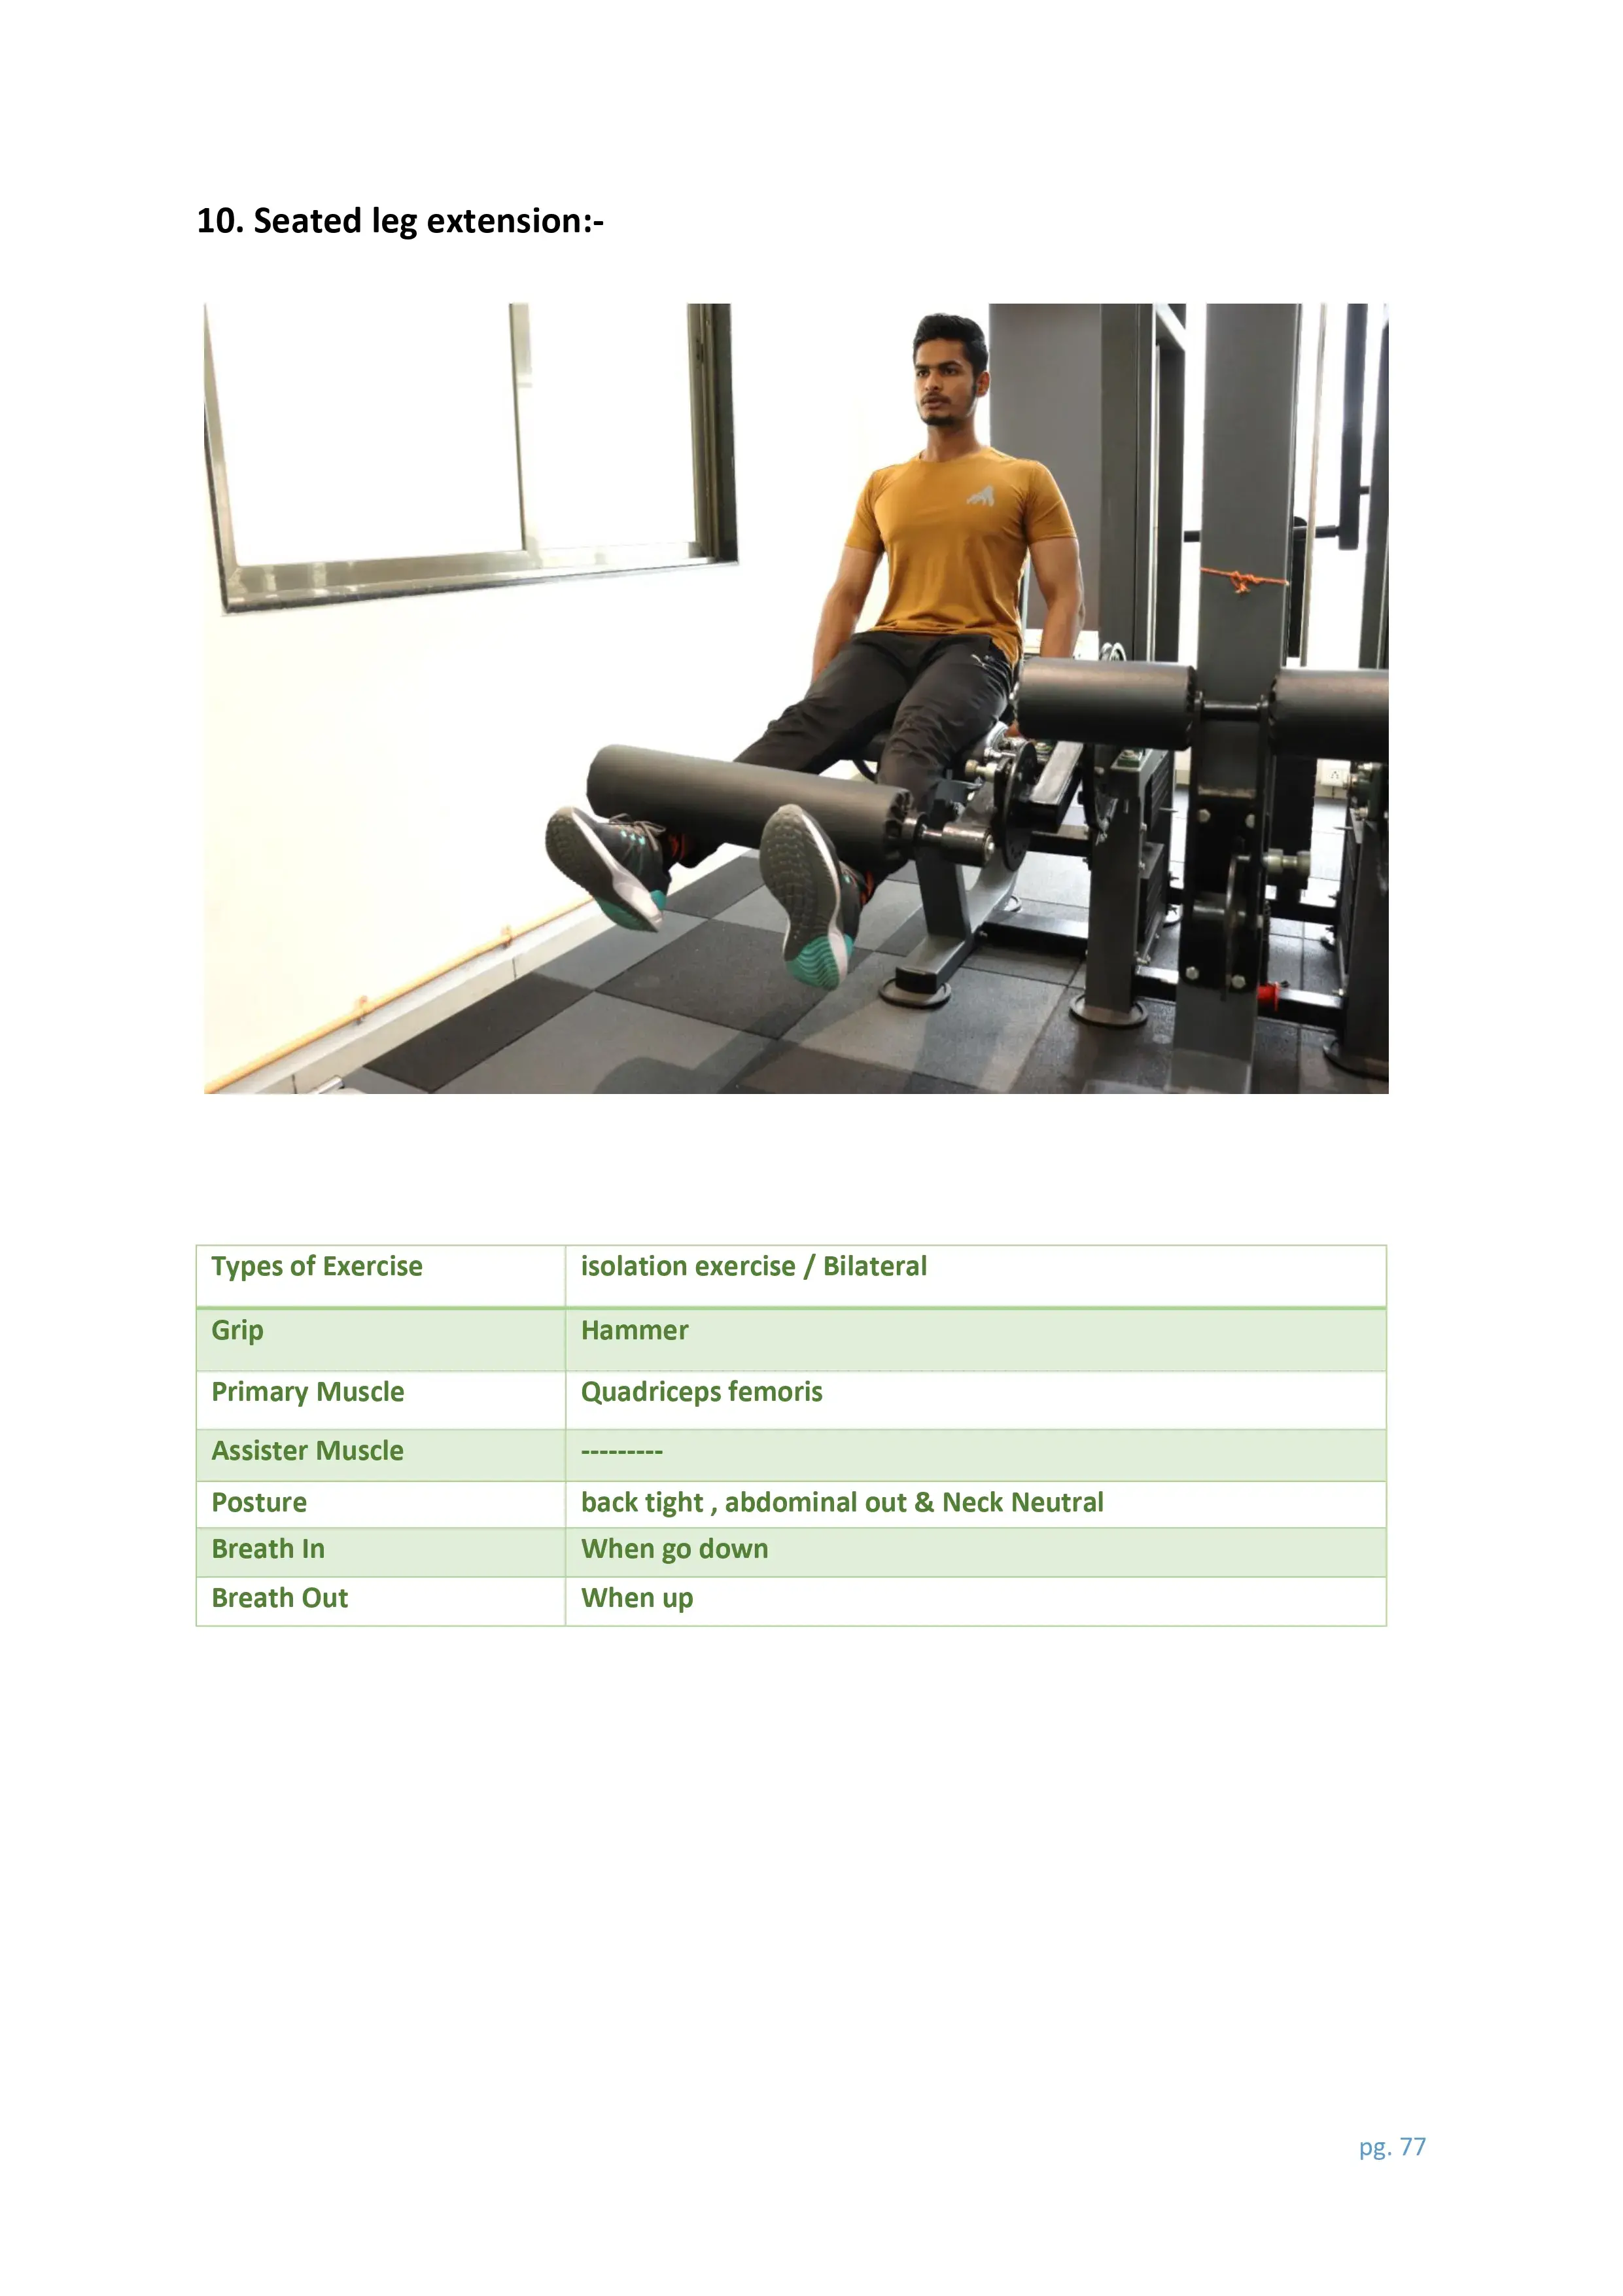 10. Seated leg extension:-
Types of Exercise isolation exercise / Bilateral
Grip Hammer
Primary Muscle Quadriceps femoris
Assister Muscle ---------
Posture back tight , abdominal out & Neck Neutral
Breath In When go down
Breath Out When up
pg. 77